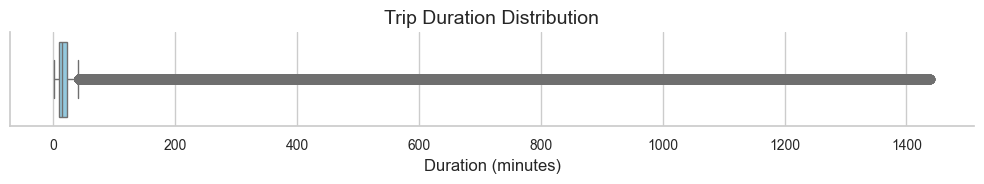 Trip Duration Distribution
0 200 400 600 800 1000 1200 1400
Duration (minutes)